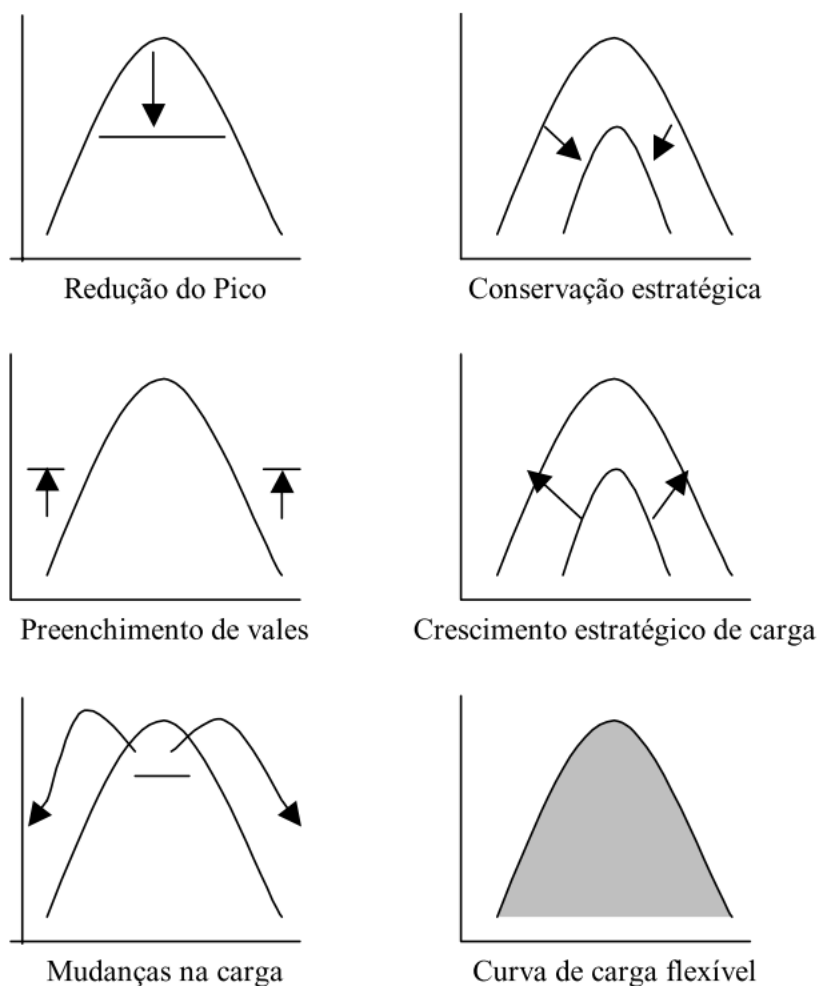 Redução do Pico
Conservação estratégica
Preenchimento de vales
Crescimento estratégico de carga
Mudanças na carga
Curva de carga flexível